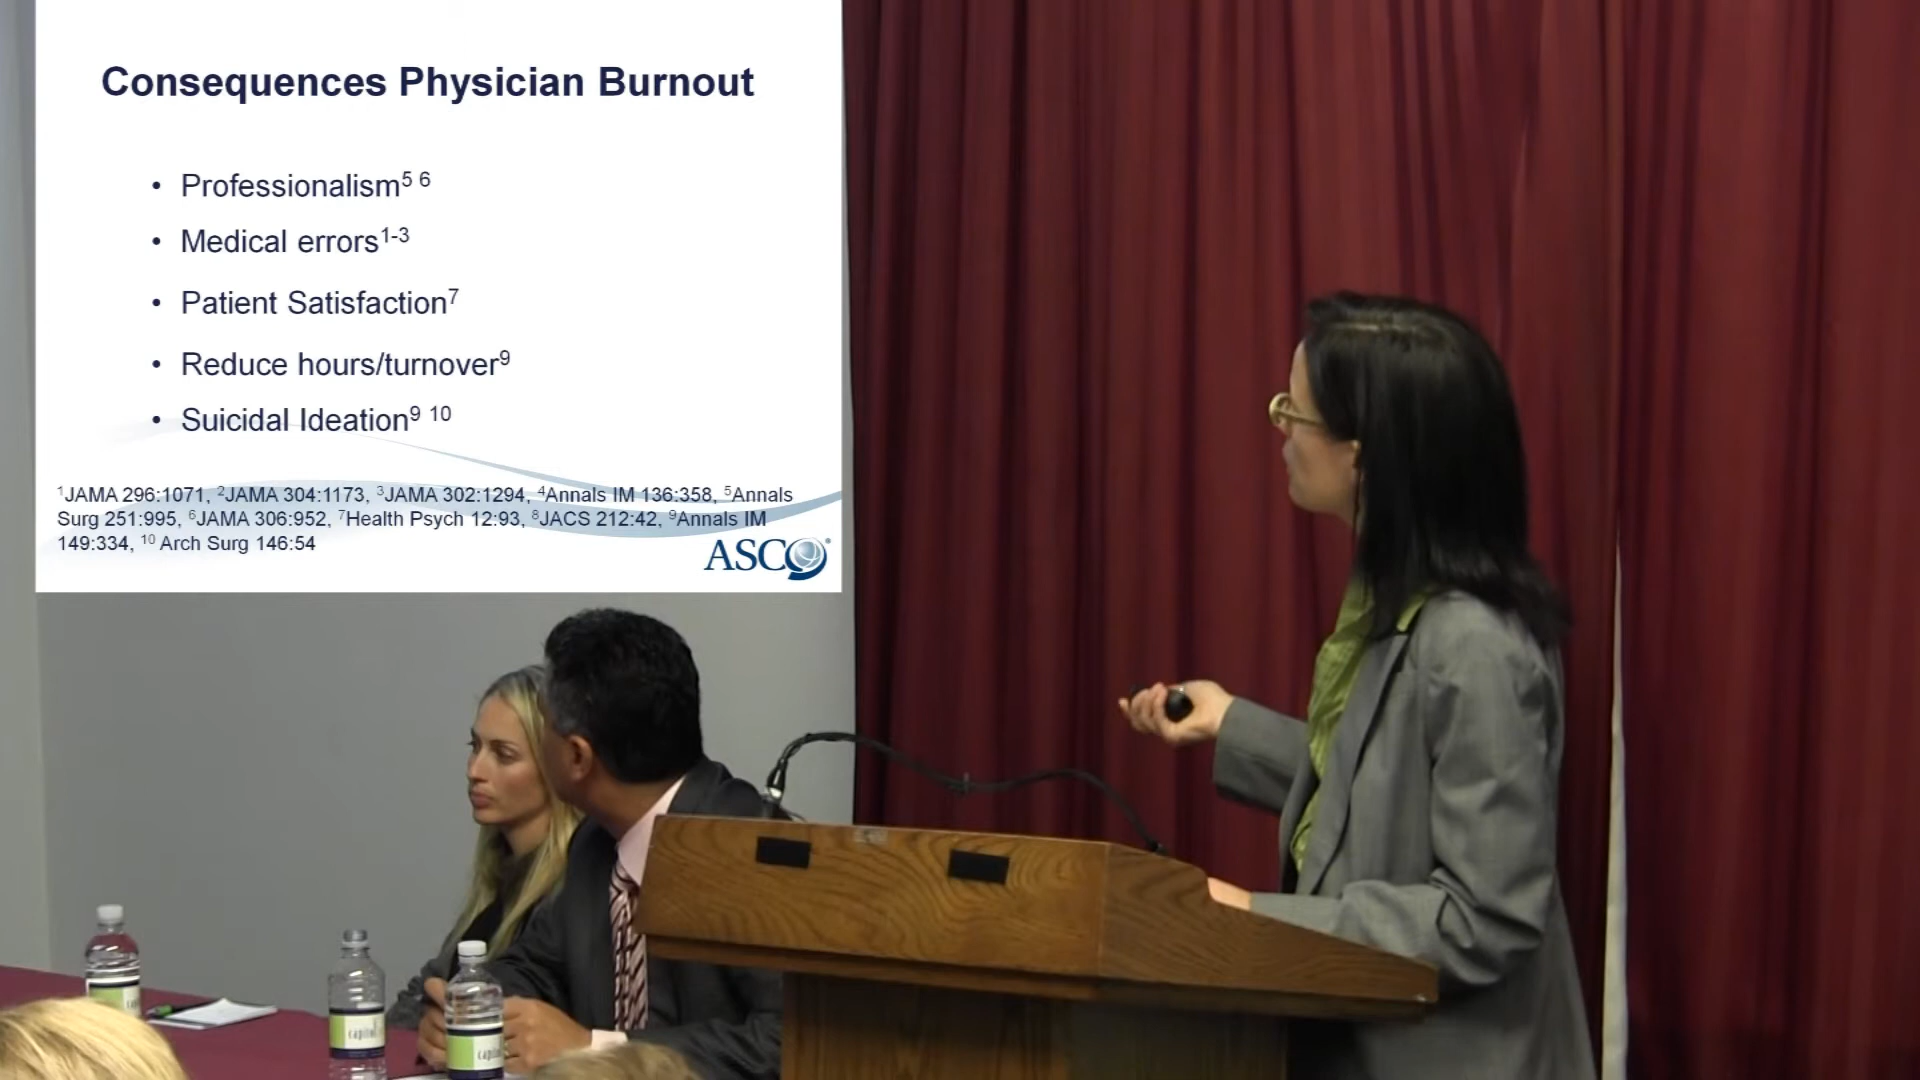 Consequences Physician Burnout
• Professionalism5 6
• Medical errors1-3
• Patient Satisfaction7
• Reduce hours/turnover9
• Suicidal Ideation9 10
1JAMA 296:1071, 2JAMA 304:1173, 3JAMA 302:1294, 4Annals IM 136:358, 5Annals
Surg 251:995, 6JAMA 306:952, 7Health Psych 12:93, 8JACS 212:42, 9Annals IM
149:334, 10 Arch Surg 146:54
ASCO